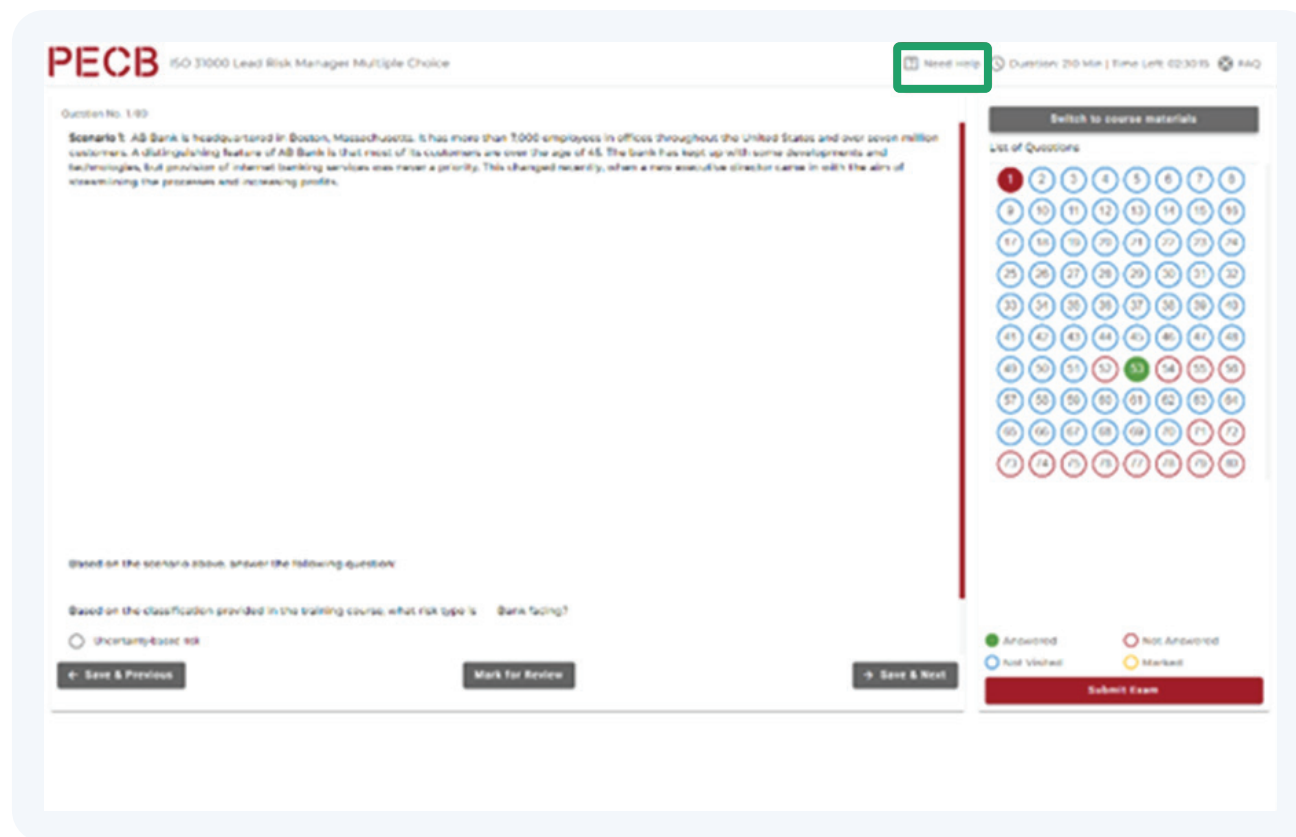 PECB ISO 31000 Lead Risk Manager Multiple Choice
Need Help Duration: 210 Min | Time Left: 02:30:15 FAQ
Question No. 1/80
Scenario 1: AB Bank is headquartered in Boston, Massachusetts. It has more than 7,000 employees in offices throughout the United States and over seven million
customers. A distinguishing feature of AB Bank is that most of its customers are over the age of 45. The bank has kept up with some developments and
technologies, but provision of internet banking services was never a priority. This changed recently, when a new executive director came in with the aim of
streamlining the processes and increasing profits.
Based on the scenario above, answer the following question:
Based on the classification provided in the training course, what risk type is Bank facing?
Uncertainty-based risk
← Save & Previous
Mark for Review
→ Save & Next
Switch to course materials
List of Questions
1 2 3 4 5 6 7 8
9 10 11 12 13 14 15 16
17 18 19 20 21 22 23 24
25 26 27 28 29 30 31 32
33 34 35 36 37 38 39 40
41 42 43 44 45 46 47 48
49 50 51 52 53 54 55 56
57 58 59 60 61 62 63 64
65 66 67 68 69 70 71 72
73 74 75 76 77 78 79 80
Answered Not Answered
Not Visited Marked
Submit Exam